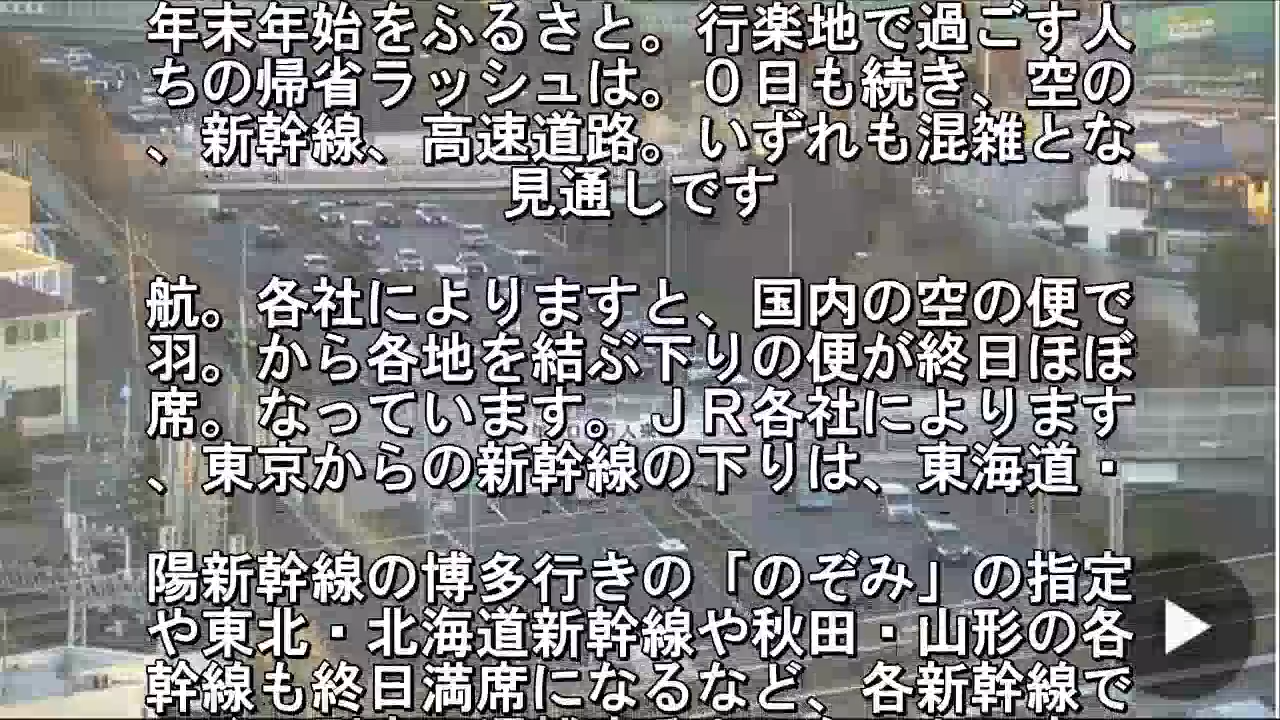 年末年始をふるさと。行楽地で過ごす人
ちの帰省ラッシュは。０日も続き、空の
、新幹線、高速道路。いずれも混雑とな
見通しです
航。各社によりますと、国内の空の便で
羽。から各地を結ぶ下りの便が終日ほぼ
席。なっています。ＪＲ各社によります
、東京からの新幹線の下りは、東海道・
陽新幹線の博多行きの「のぞみ」の指定
や東北・北海道新幹線や秋田・山形の各
幹線も終日満席になるなど、各新幹線で